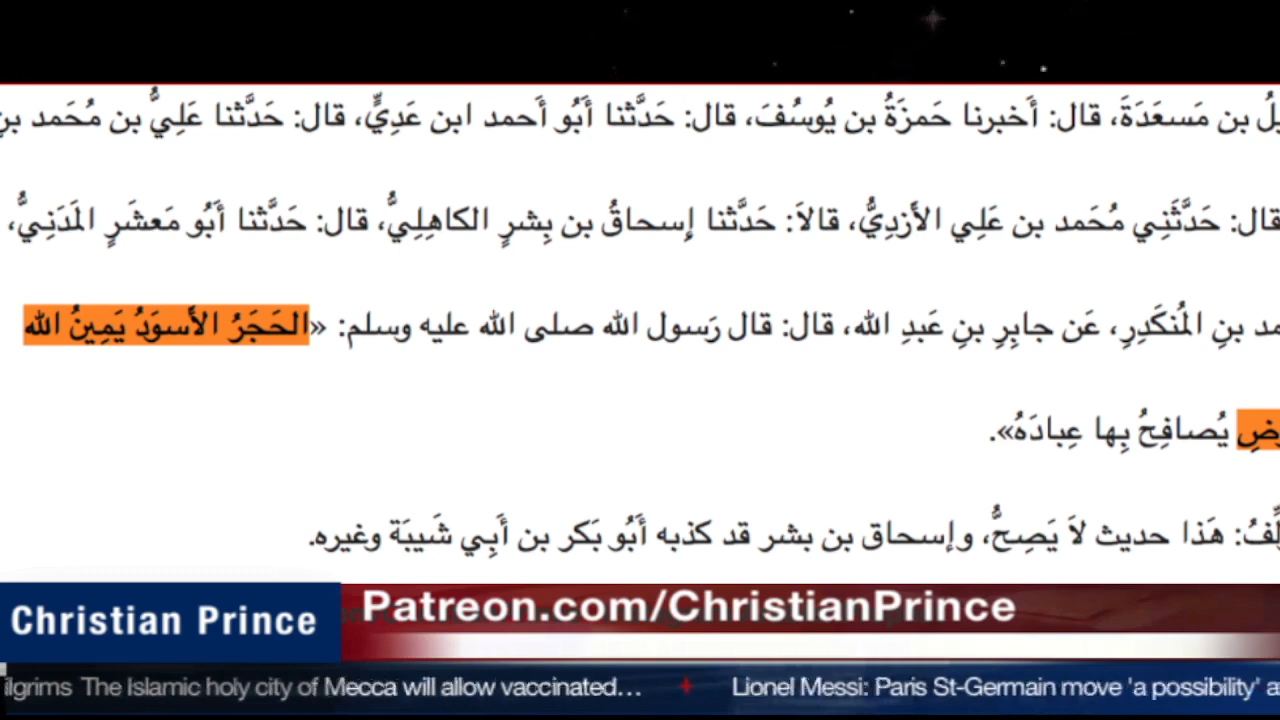 بن مَسعَدَةَ، قال: أَخبرنا حَمزَةُ بن يُوسُفَ، قال: حَدَّثنا أَبُو أَحمد ابن عَدِيٍّ، قال: حَدَّثنا عَلِيُّ بن مُحَمد بن
قال: حَدَّثَنِي مُحَمد بن عَلِي الأَزدِيُّ، قالاَ: حَدَّثنا إِسحاقُ بن بِشرٍ الكاهِلِيُّ، قال: حَدَّثنا أَبُو مَعشَرٍ المَدَنِيُّ،
بنِ المُنكَدِرِ، عَن جابِرِ بنِ عَبدِ الله، قال: قال رَسول الله صلى الله عليه وسلم: «الحَجَرُ الأَسوَدُ يَمِينُ الله
يُصافِحُ بِها عِبادَهُ».
هَذا حديث لاَ يَصِحُّ، وإسحاق بن بشر قد كذبه أَبُو بَكر بن أَبِي شَيبَة وغيره.
Christian Prince
Patreon.com/ChristianPrince
ilgrims The Islamic holy city of Mecca will allow vaccinated... + Lionel Messi: Paris St-Germain move 'a possibility'